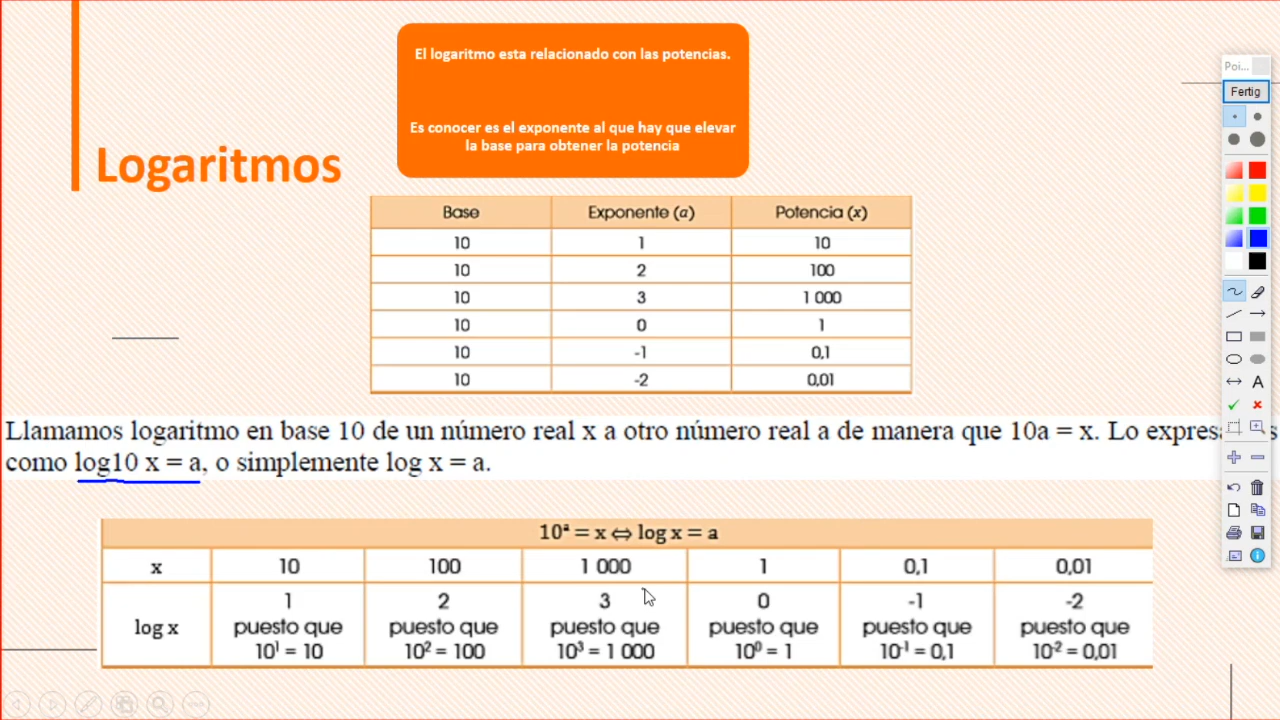 El logaritmo esta relacionado con las potencias.
Es conocer es el exponente al que hay que elevar
la base para obtener la potencia
Logaritmos
Base Exponente (a) Potencia (x)
10 1 10
10 2 100
10 3 1 000
10 0 1
10 -1 0,1
10 -2 0,01
Llamamos logaritmo en base 10 de un número real x a otro número real a de manera que 10a = x. Lo expresa
como log10 x = a, o simplemente log x = a.
10ª = x ⇔ log x = a
x 10 100 1 000 1 0,1 0,01
log x
1 2 3 0 -1 -2
puesto que puesto que puesto que puesto que puesto que puesto que
10¹ = 10 10² = 100 10³ = 1 000 10⁰ = 1 10⁻¹ = 0,1 10⁻² = 0,01
Poi...
Fertig
A